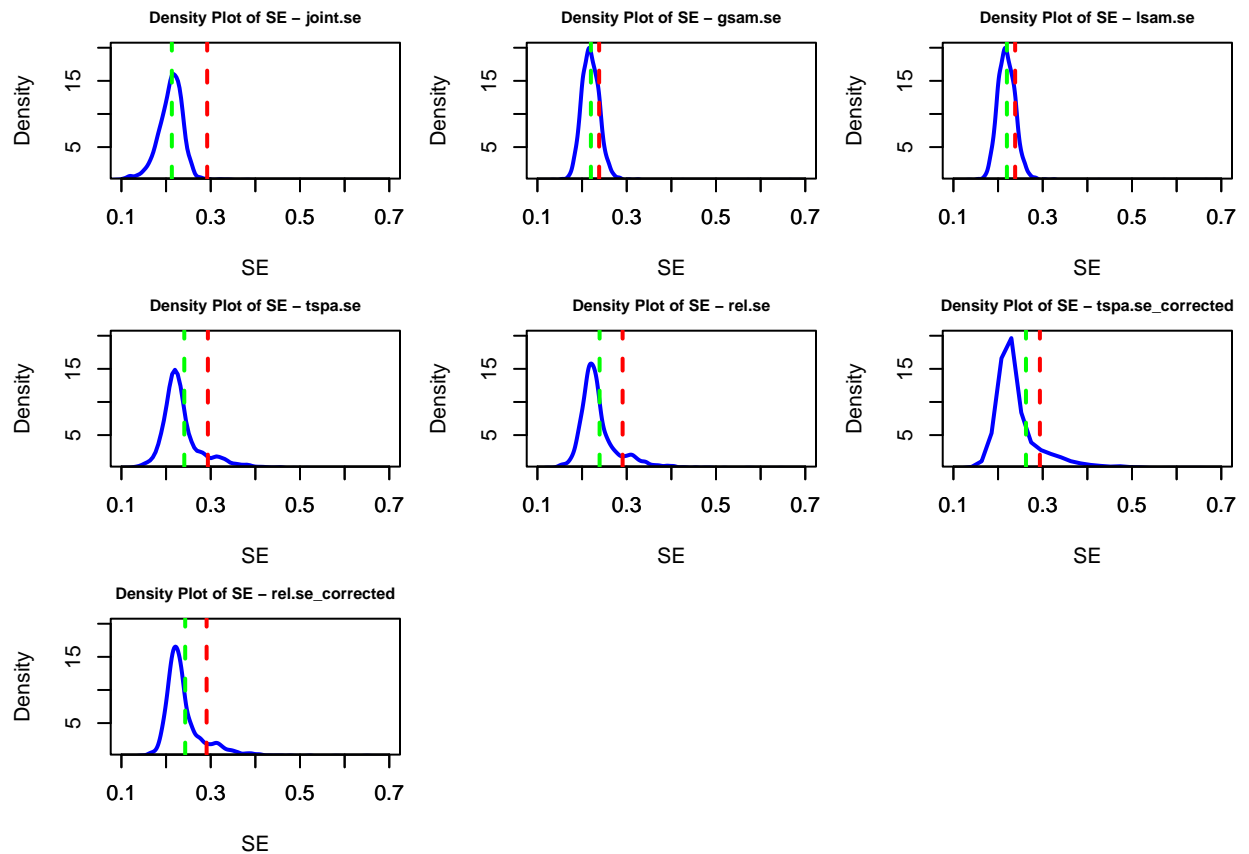 Density Plot of SE − joint.se
Density
5
15
0.1
0.3
0.5
0.7
SE
Density Plot of SE − gsam.se
Density
5
15
0.1
0.3
0.5
0.7
SE
Density Plot of SE − lsam.se
Density
5
15
0.1
0.3
0.5
0.7
SE
Density Plot of SE − tspa.se
Density
5
15
0.1
0.3
0.5
0.7
SE
Density Plot of SE − rel.se
Density
5
15
0.1
0.3
0.5
0.7
SE
Density Plot of SE − tspa.se_corrected
Density
5
15
0.1
0.3
0.5
0.7
SE
Density Plot of SE − rel.se_corrected
Density
5
15
0.1
0.3
0.5
0.7
SE